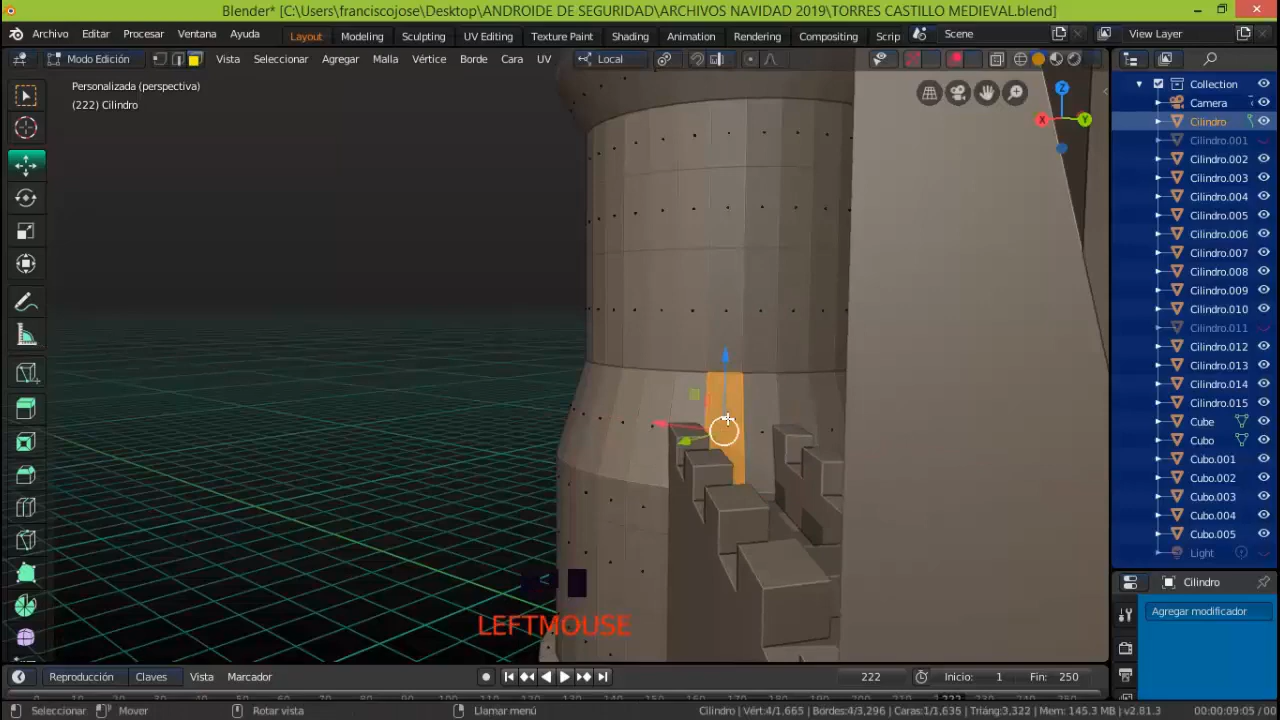 Blender* [C:\Users\franciscojose\Desktop\ANDROIDE DE SEGURIDAD\ARCHIVOS NAVIDAD 2019\TORRES CASTILLO MEDIEVAL.blend]
Archivo Editar Procesar Ventana Ayuda Layout Modeling Sculpting UV Editing Texture Paint Shading Animation Rendering Compositing Scrip Scene View Layer
Modo Edición Vista Seleccionar Agregar Malla Vértice Borde Cara UV Local
Personalizada (perspectiva)
(222) Cilindro
Z
X
Y
Collection
Camera
Cilindro
Cilindro.001
Cilindro.002
Cilindro.003
Cilindro.004
Cilindro.005
Cilindro.006
Cilindro.007
Cilindro.008
Cilindro.009
Cilindro.010
Cilindro.011
Cilindro.012
Cilindro.013
Cilindro.014
Cilindro.015
Cube
Cubo
Cubo.001
Cubo.002
Cubo.003
Cubo.004
Cubo.005
Light
Cilindro
Agregar modificador
LEFTMOUSE
Reproducción Claves Vista Marcador 222 Inicio: 1 Fin: 250
Seleccionar Mover Rotar vista Llamar menú Cilindro | Vért:4/1,665 | Bordes:4/3,296 | Caras:1/1,635 | Triáng:3,322 | Mem: 145.3 MB | v2.81.3 00:00:09:05 / 00